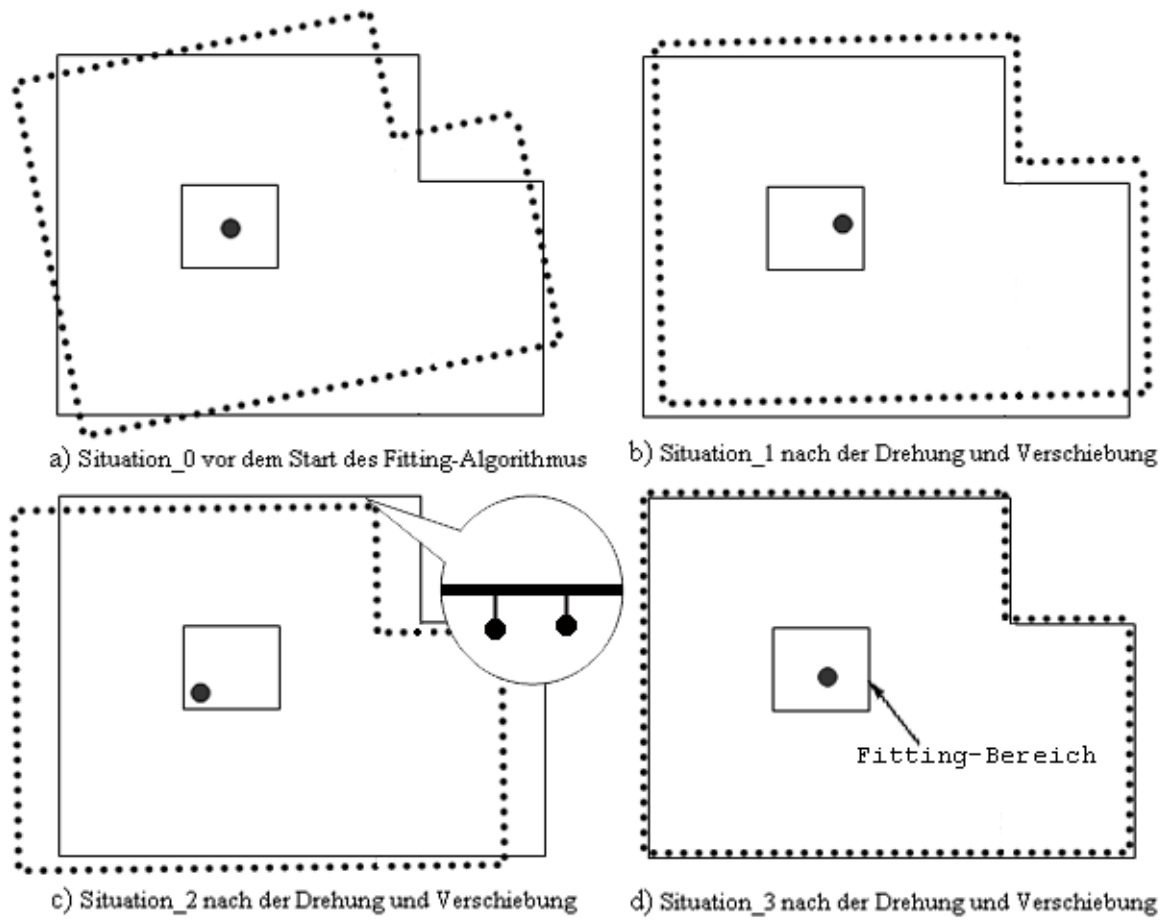 a) Situation_0 vor dem Start des Fitting-Algorithmus
b) Situation_1 nach der Drehung und Verschiebung
Fitting-Bereich
c) Situation_2 nach der Drehung und Verschiebung
d) Situation_3 nach der Drehung und Verschiebung